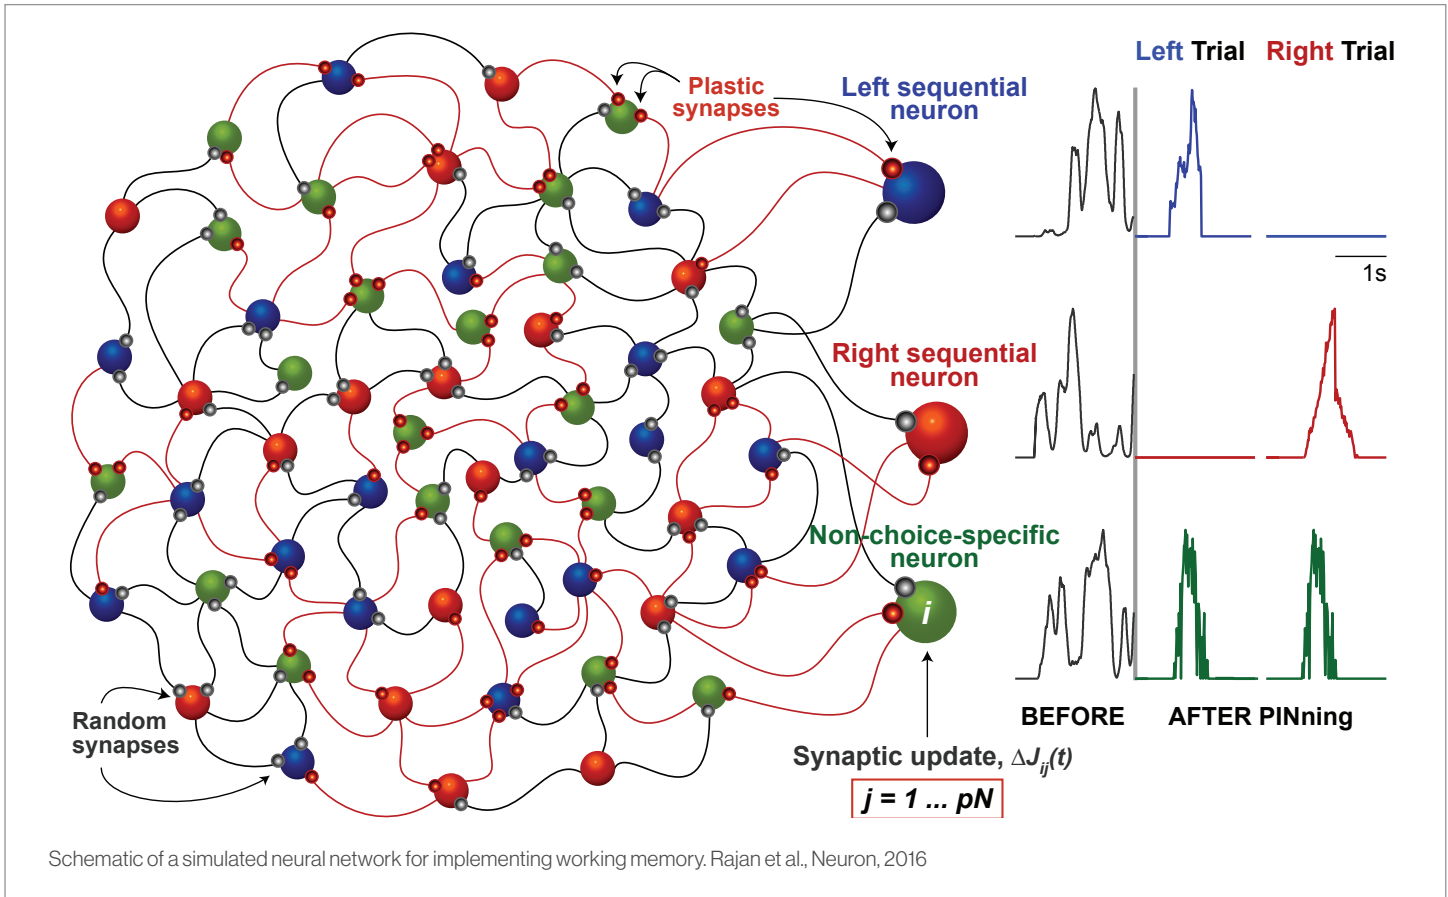 Left Trial
Right Trial
Plastic
synapses
Left sequential
neuron
1s
Right sequential
neuron
Non-choice-specific
neuron
i
Random
synapses
BEFORE
AFTER PINning
Synaptic update, ΔJij(t)
j = 1 ... pN
Schematic of a simulated neural network for implementing working memory. Rajan et al., Neuron, 2016